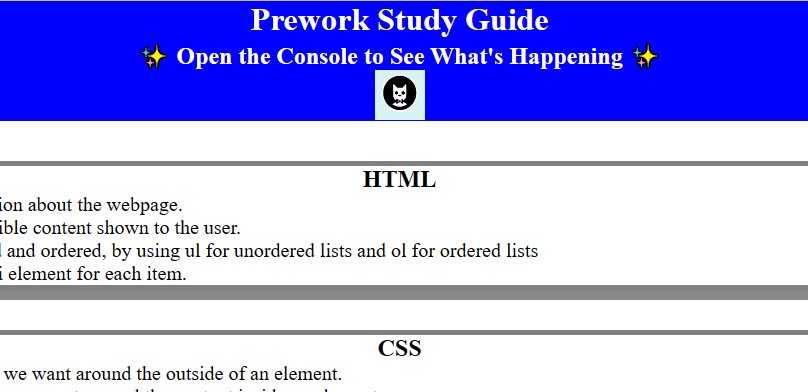 Prework Study Guide
✨ Open the Console to See What's Happening ✨
HTML
ion about the webpage.
ible content shown to the user.
and ordered, by using ul for unordered lists and ol for ordered lists
i element for each item.
CSS
we want around the outside of an element.